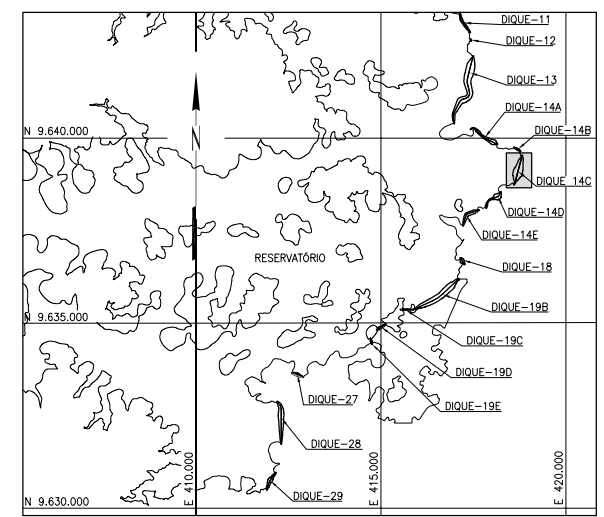 DIQUE-11
DIQUE-12
DIQUE-13
DIQUE-14A
N 9.640.000
DIQUE-14B
N
DIQUE 14C
DIQUE-14D
DIQUE-14E
RESERVATÓRIO
DIQUE-18
DIQUE-19B
N 9.635.000
DIQUE-19C
DIQUE-19D
DIQUE-27
DIQUE-19E
DIQUE-28
E 410.000
E 415.000
E 420.000
DIQUE-29
N 9.630.000